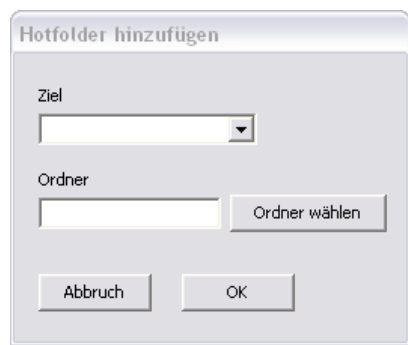 Hotfolder hinzufügen
Ziel
Ordner
Ordner wählen
Abbruch OK